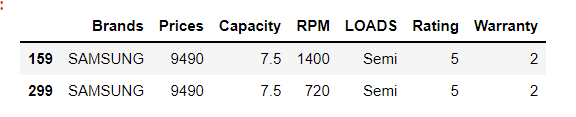 :
Brands Prices Capacity RPM LOADS Rating Warranty
159 SAMSUNG 9490 7.5 1400 Semi 5 2
299 SAMSUNG 9490 7.5 720 Semi 5 2